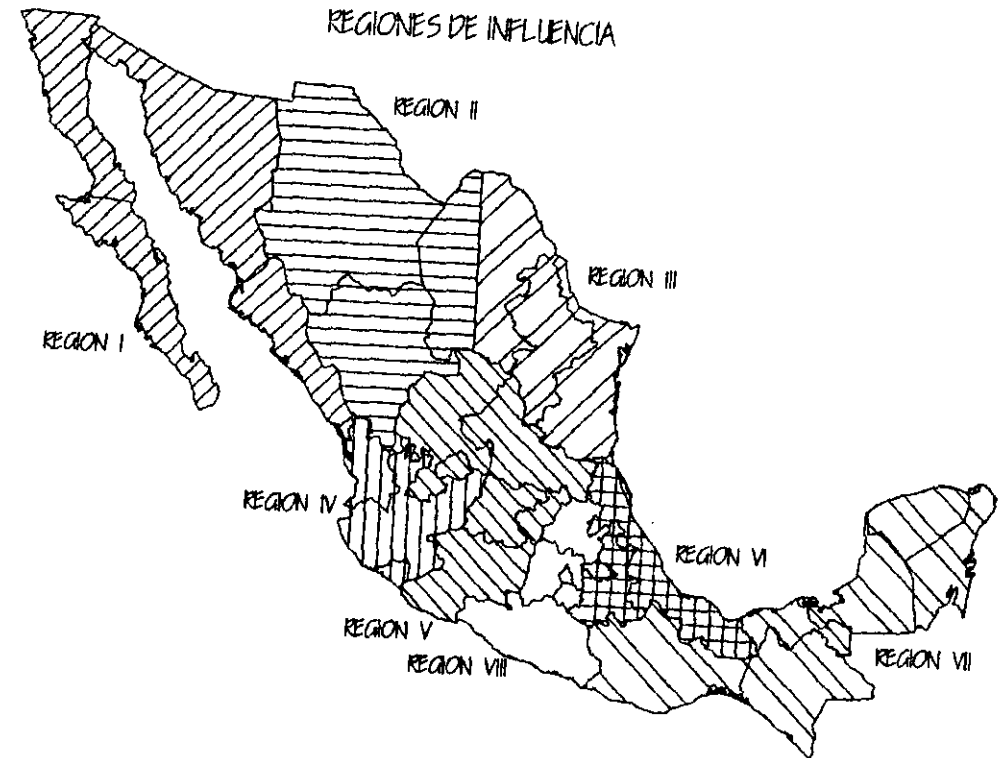 REGIONES DE INFLUENCIA
REGION II
REGION III
REGION I
REGION IV
REGION VI
REGION V
REGION VIII
REGION VII